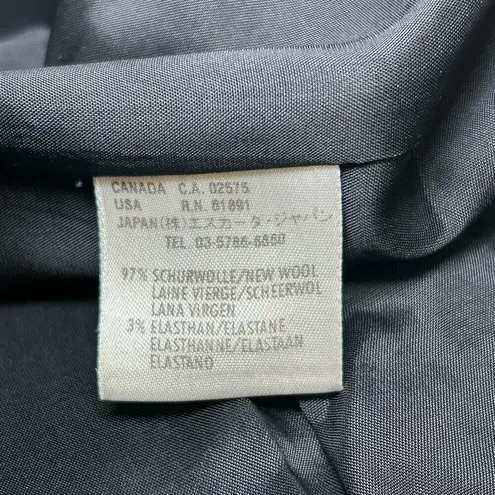 CANADA C.A. 02575
USA R.N. 61891
JAPAN(株)エスカーダ・ジャパン
TEL. 03-5786-6860
97% SCHURWOLLE/NEW WOOL
LAINE VIERGE/SCHEERWOL
LANA VIRGEN
3% ELASTHAN/ELASTANE
ELASTHANNE/ELASTAAN
ELASTANO